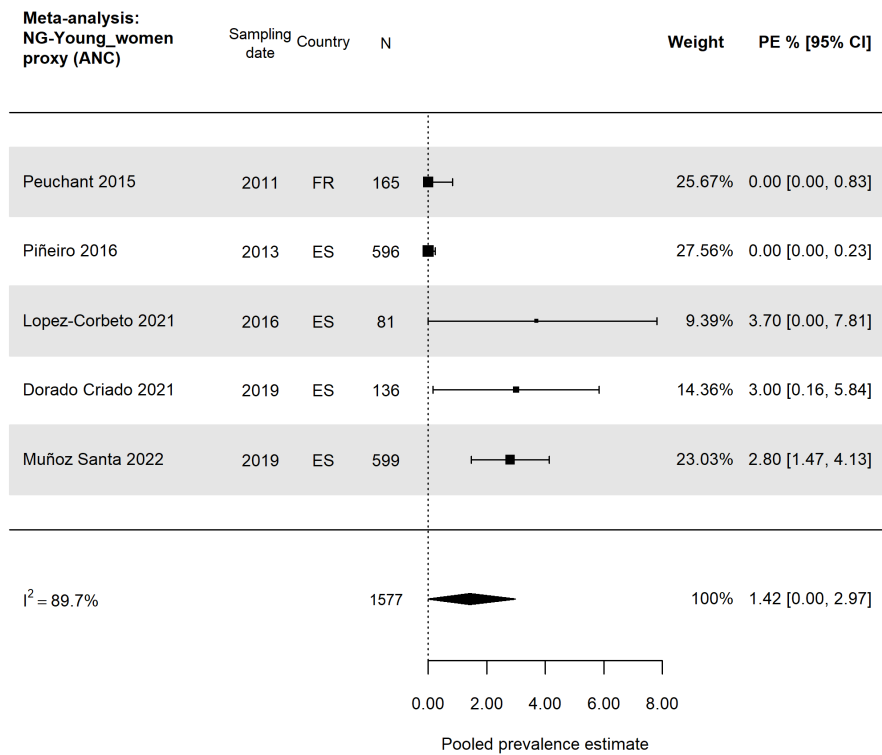 Meta-analysis:
NG-Young_women
proxy (ANC)
Sampling
date
Country
N
Weight
PE % [95% CI]
Peuchant 2015 2011 FR 165 25.67% 0.00 [0.00, 0.83]
Piñeiro 2016 2013 ES 596 27.56% 0.00 [0.00, 0.23]
Lopez-Corbeto 2021 2016 ES 81 9.39% 3.70 [0.00, 7.81]
Dorado Criado 2021 2019 ES 136 14.36% 3.00 [0.16, 5.84]
Muñoz Santa 2022 2019 ES 599 23.03% 2.80 [1.47, 4.13]
I² = 89.7% 1577 100% 1.42 [0.00, 2.97]
0.00 2.00 4.00 6.00 8.00
Pooled prevalence estimate